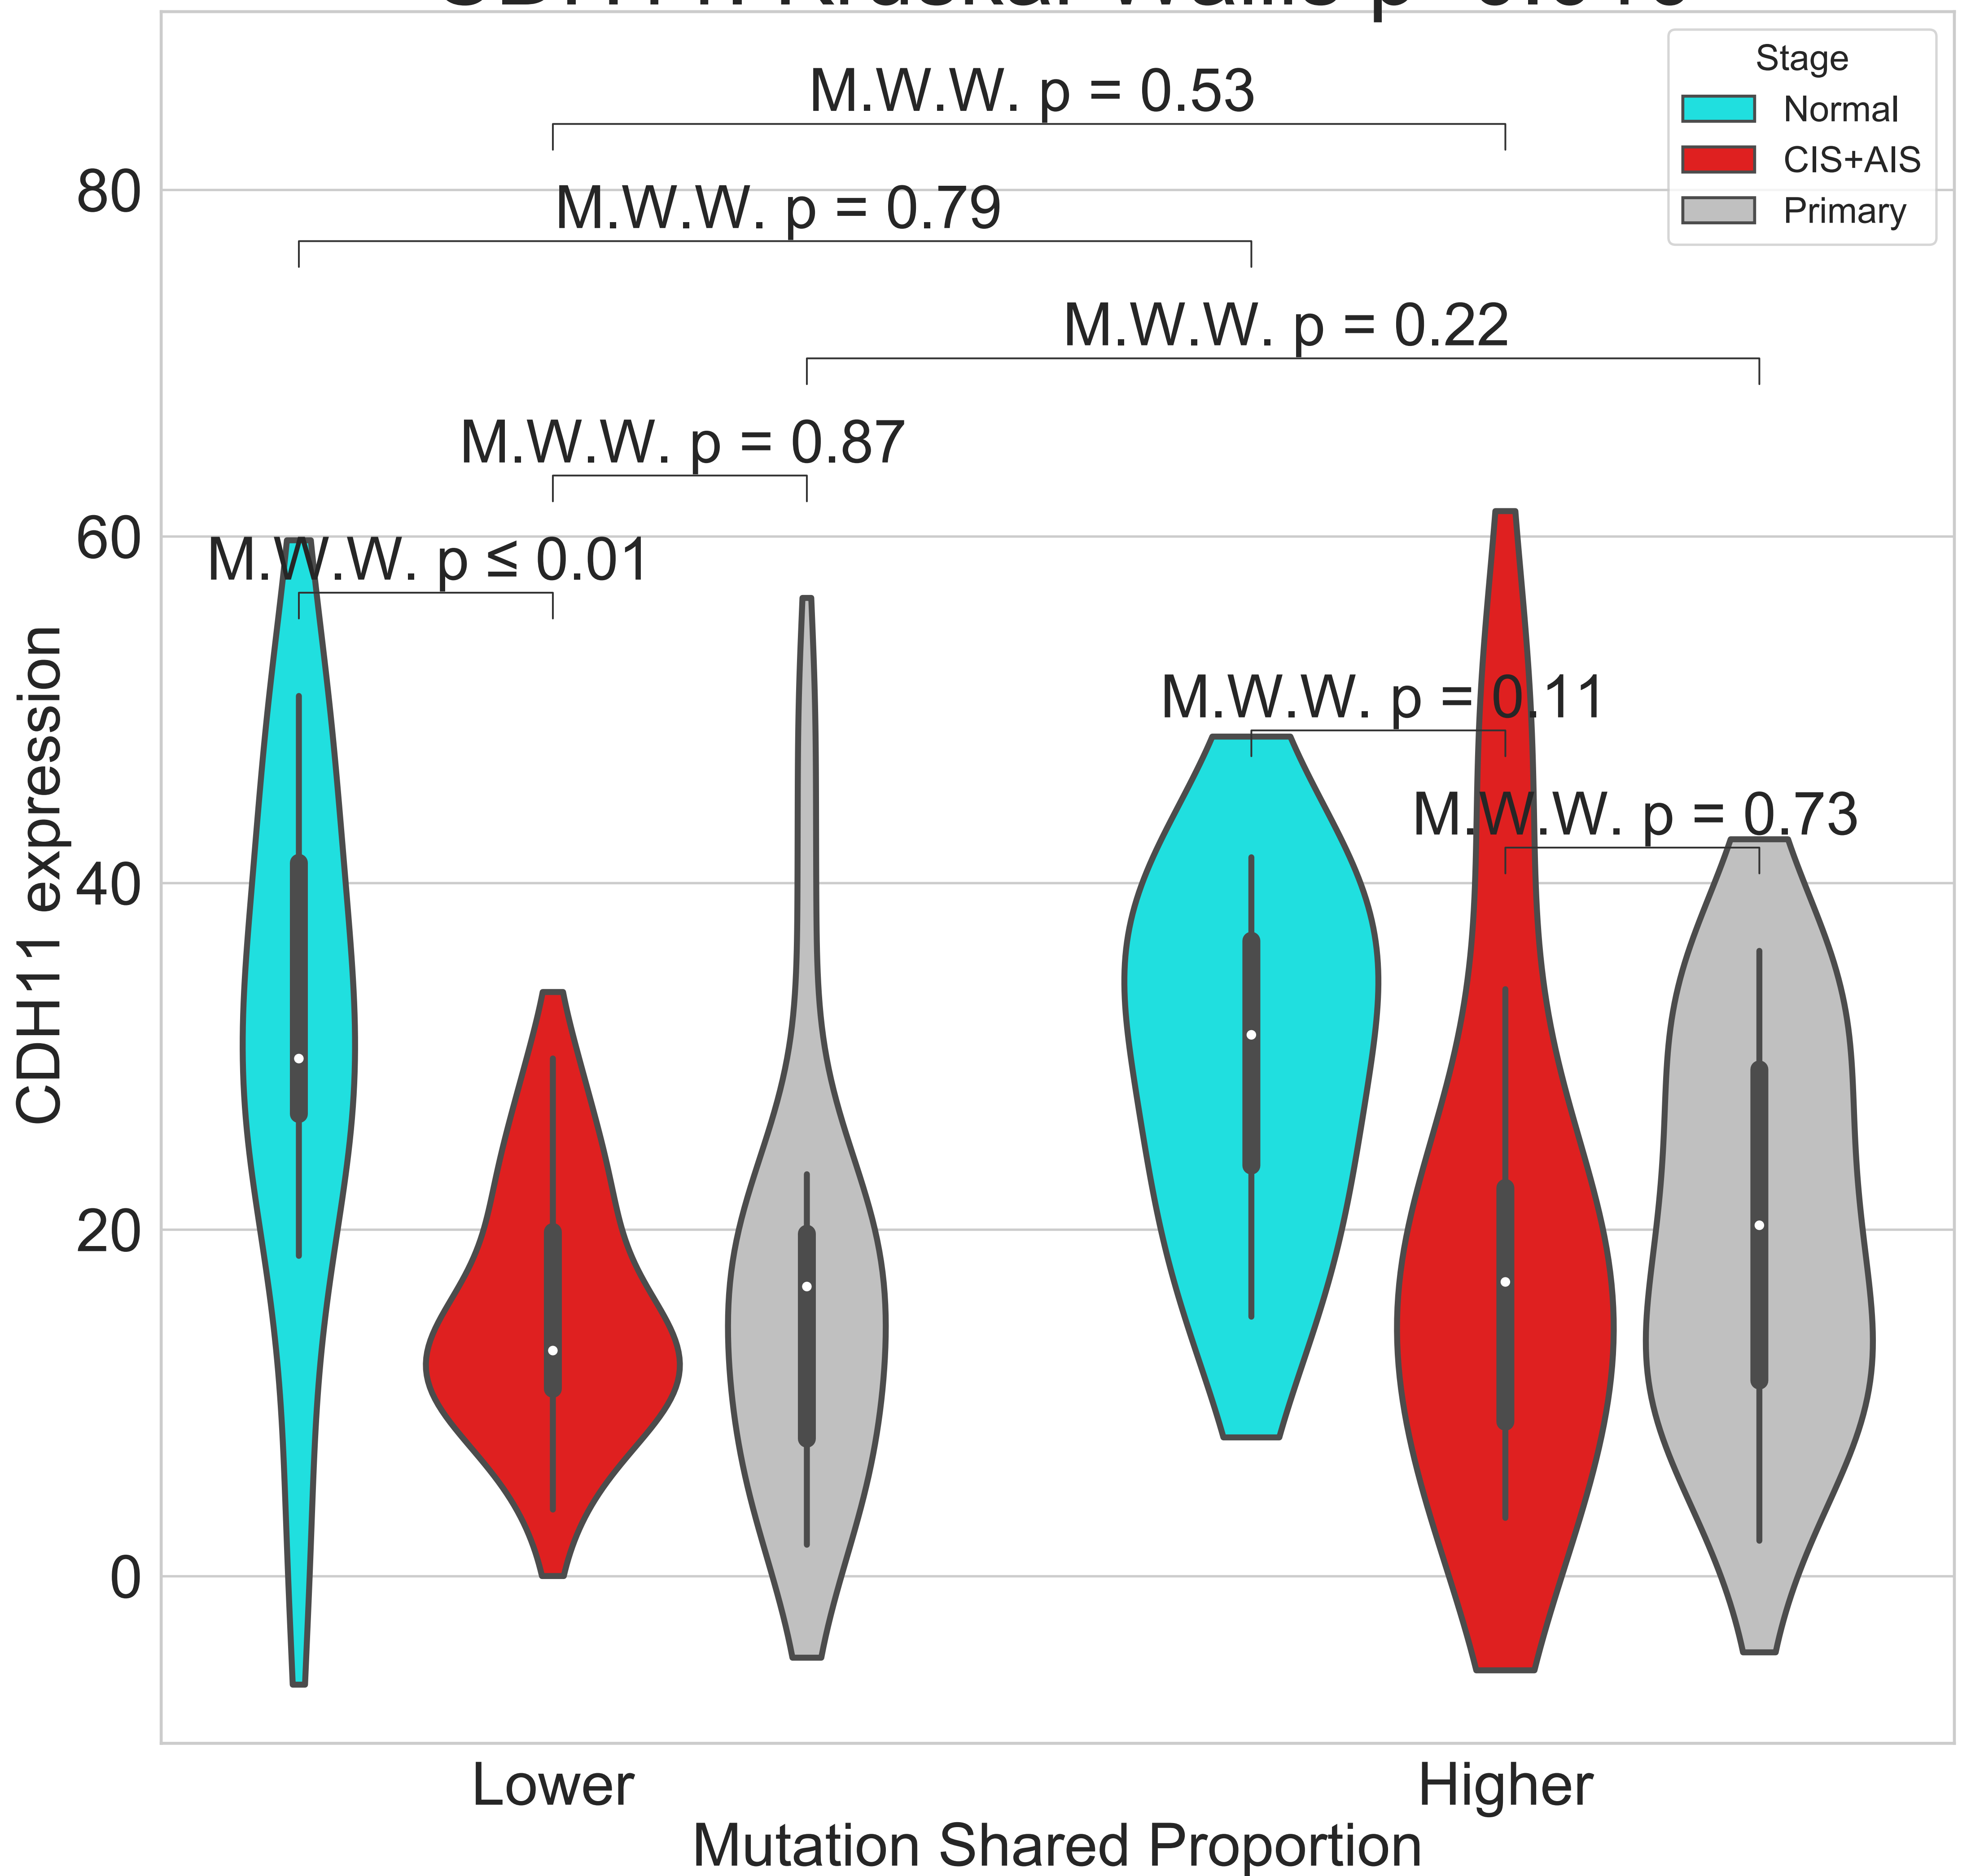 Stage
Normal
CIS+AIS
Primary
M.W.W. p = 0.53
M.W.W. p = 0.79
M.W.W. p = 0.22
M.W.W. p = 0.87
M.W.W. p ≤ 0.01
M.W.W. p = 0.11
M.W.W. p = 0.73
80
60
40
20
0
CDH11 expression
Lower
Higher
Mutation Shared Proportion